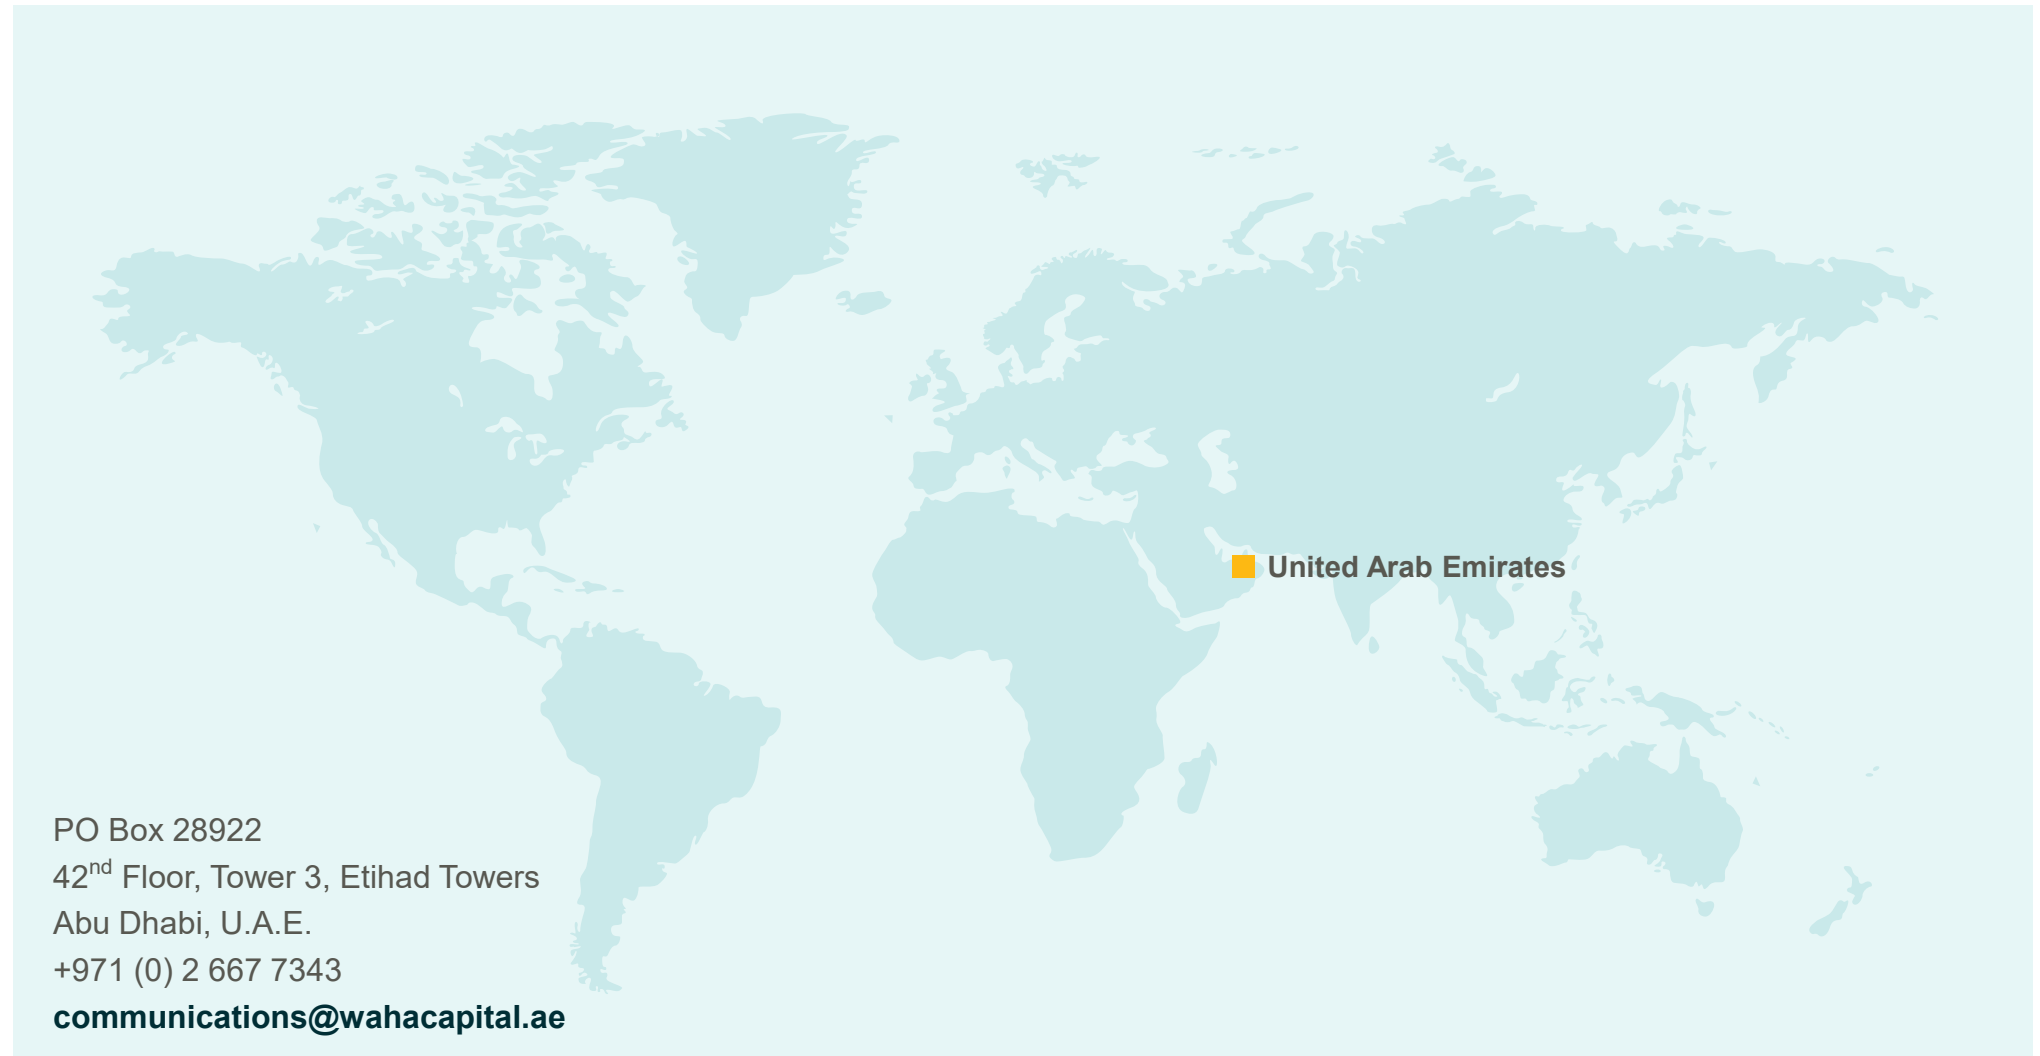 United Arab Emirates
PO Box 28922
42nd Floor, Tower 3, Etihad Towers
Abu Dhabi, U.A.E.
+971 (0) 2 667 7343
communications@wahacapital.ae